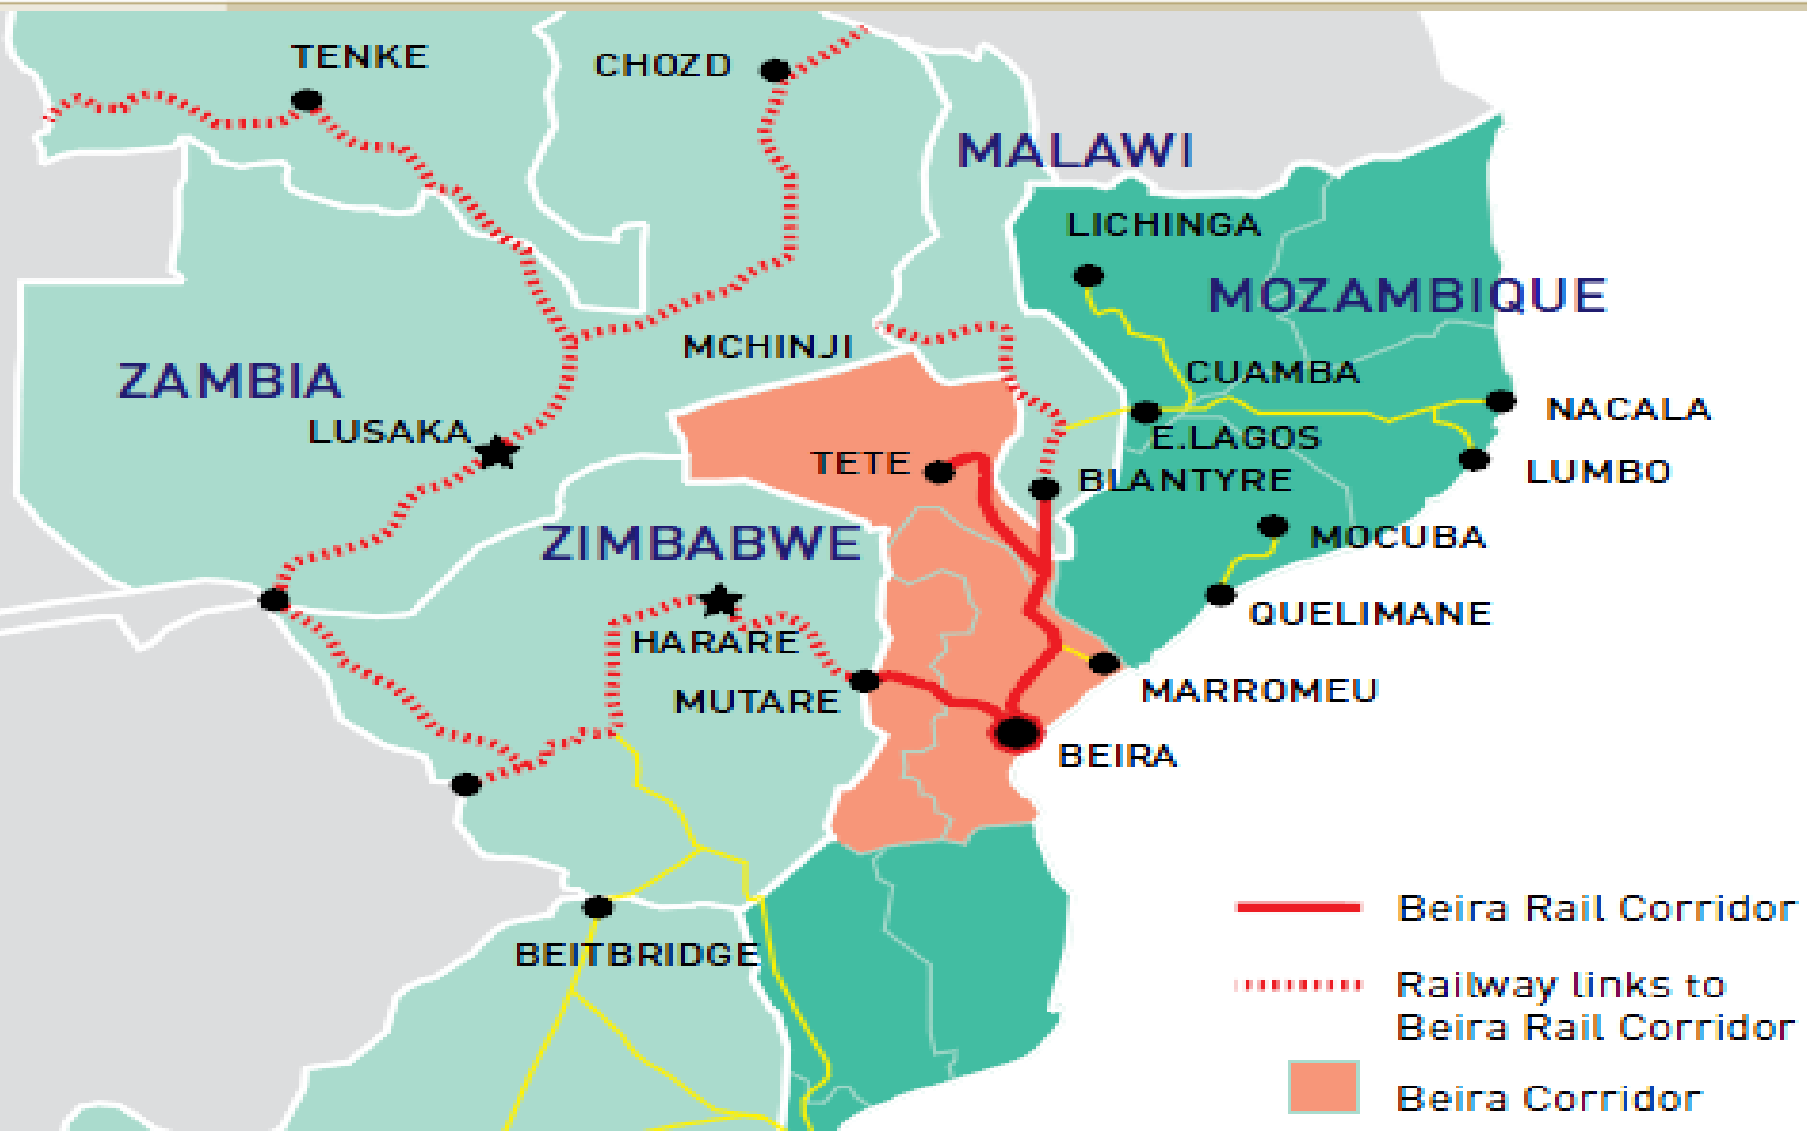 TENKE
CHOZD
MALAWI
LICHINGA
MOZAMBIQUE
MCHINJI
ZAMBIA
CUAMBA
NACALA
LUSAKA
E.LAGOS
TETE
BLANTYRE
LUMBO
ZIMBABWE
MOCUBA
QUELIMANE
HARARE
MUTARE
MARROMEU
BEIRA
BEITBRIDGE
Beira Rail Corridor
Railway links to
Beira Rail Corridor
Beira Corridor